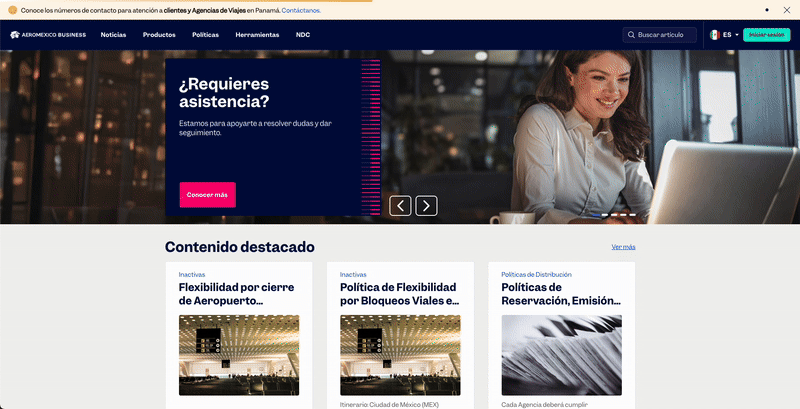 Conoce los números de contacto para atención a clientes y Agencias de Viajes en Panamá. Contáctanos.
AEROMEXICO BUSINESS
Noticias
Productos
Políticas
Herramientas
NDC
Buscar artículo
ES
Iniciar sesión
¿Requieres
asistencia?
Estamos para apoyarte a resolver dudas y dar
seguimiento.
Conocer más
Contenido destacado
Ver más
Inactivas
Flexibilidad por cierre
de Aeropuerto...
Inactivas
Política de Flexibilidad
por Bloqueos Viales e...
Itinerario: Ciudad de México (MEX)
Políticas de Distribución
Políticas de
Reservación, Emisión...
Cada Agencia deberá cumplir